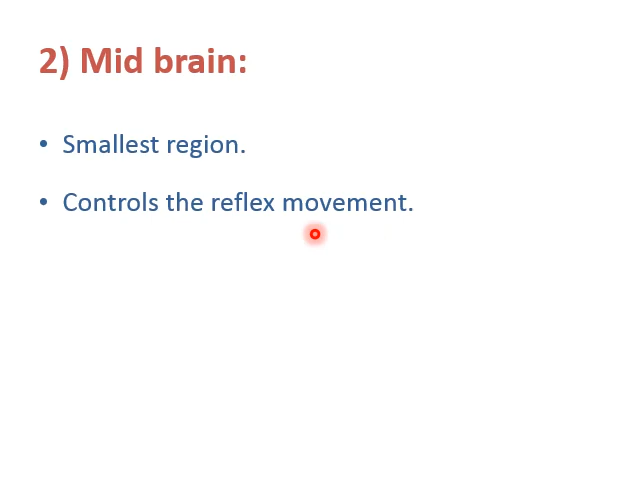 2) Mid brain:
• Smallest region.
• Controls the reflex movement.